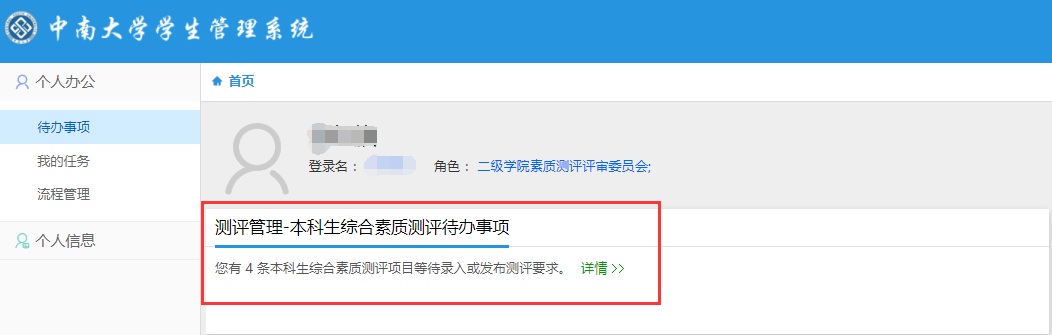 中南大学学生管理系统
个人办公
首页
待办事项
我的任务
流程管理
个人信息
登录名： 角色： 二级学院素质测评评审委员会;
测评管理-本科生综合素质测评待办事项
您有 4 条本科生综合素质测评项目等待录入或发布测评要求。 详情 >>